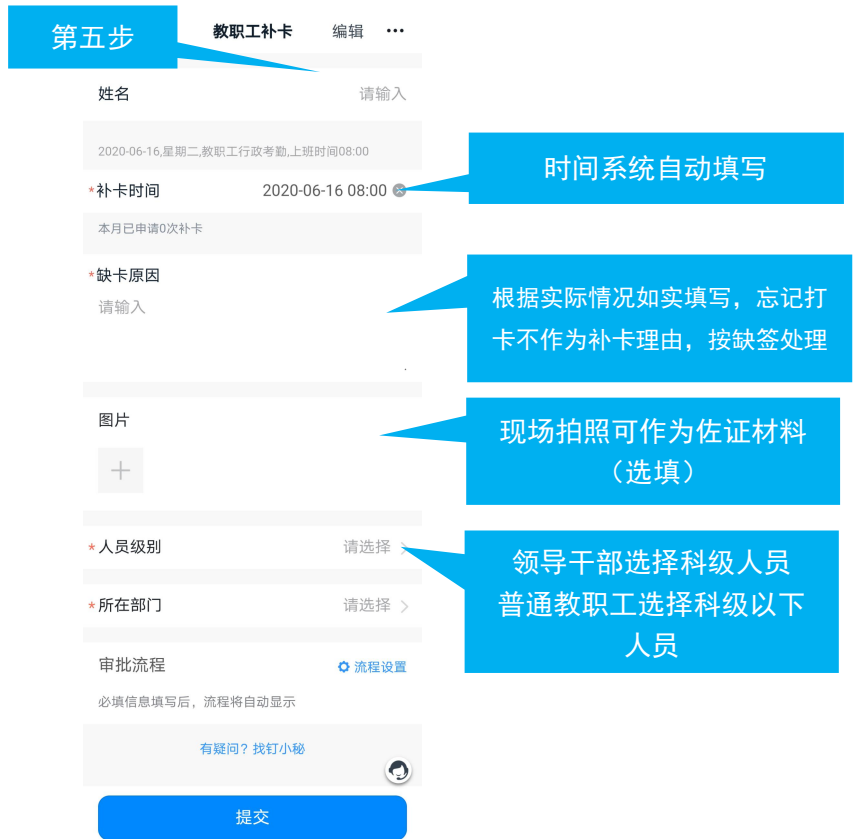 第五步
教职工补卡 编辑 •••
姓名 请输入
2020-06-16,星期二,教职工行政考勤,上班时间08:00
*补卡时间 2020-06-16 08:00
时间系统自动填写
本月已申请0次补卡
*缺卡原因
请输入
根据实际情况如实填写，忘记打
卡不作为补卡理由，按缺签处理
图片
现场拍照可作为佐证材料
（选填）
*人员级别 请选择
领导干部选择科级人员
普通教职工选择科级以下
人员
*所在部门 请选择
审批流程 流程设置
必填信息填写后，流程将自动显示
有疑问？找钉小秘
提交